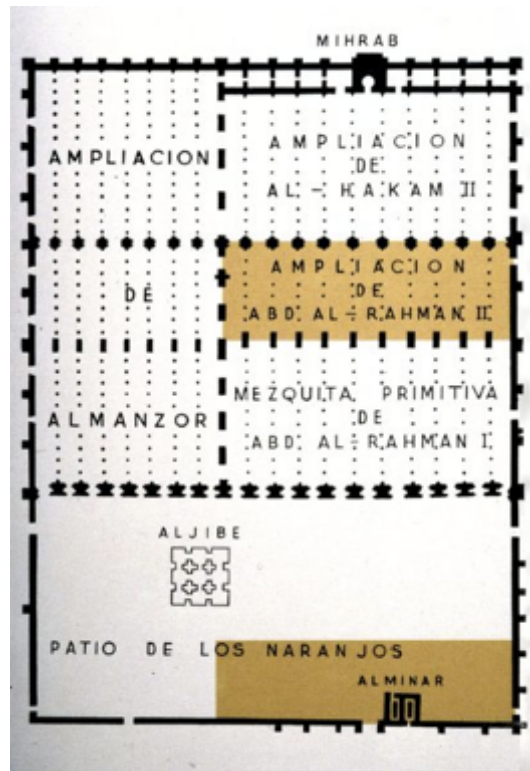 MIHRAB
AMPLIACION
DE
ALMANZOR
AMPLIACION
DE
AL-HAKAM II
AMPLIACION
DE
ABD AL-RAHMAN II
MEZQUITA PRIMITIVA
DE
ABD AL-RAHMAN I
ALJIBE
PATIO DE LOS NARANJOS
ALMINAR